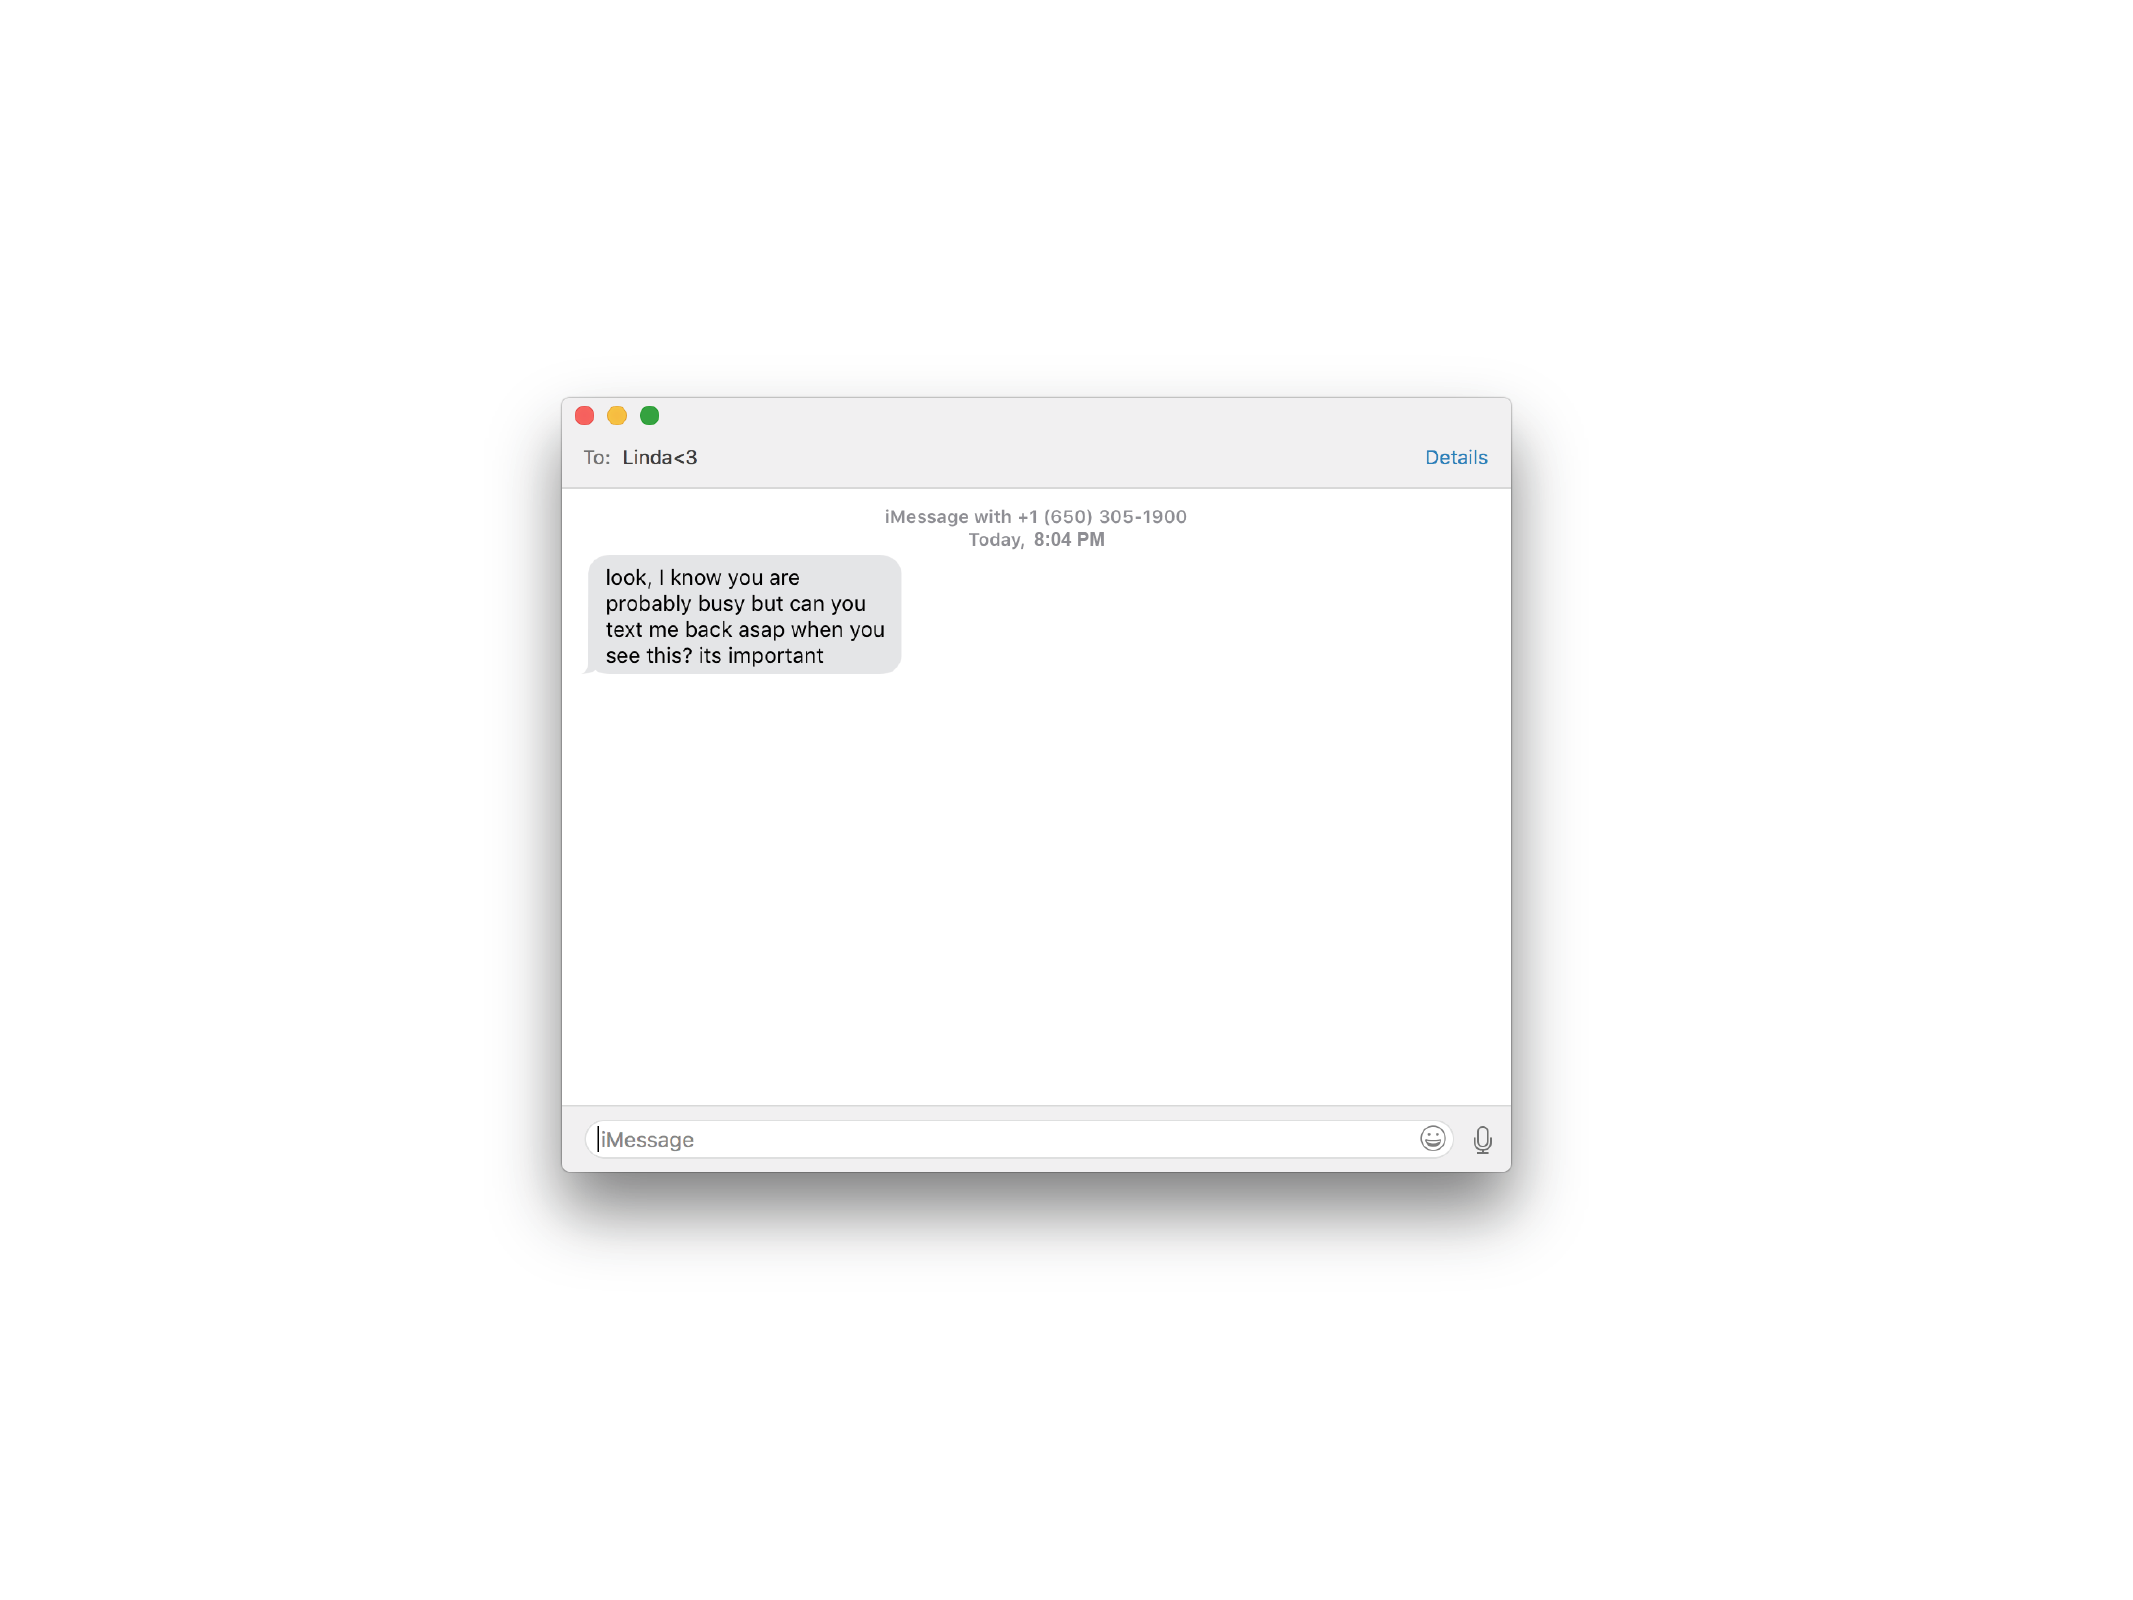 To: Linda<3 Details
iMessage with +1 (650) 305-1900
Today, 8:04 PM
look, I know you are
probably busy but can you
text me back asap when you
see this? its important
iMessage